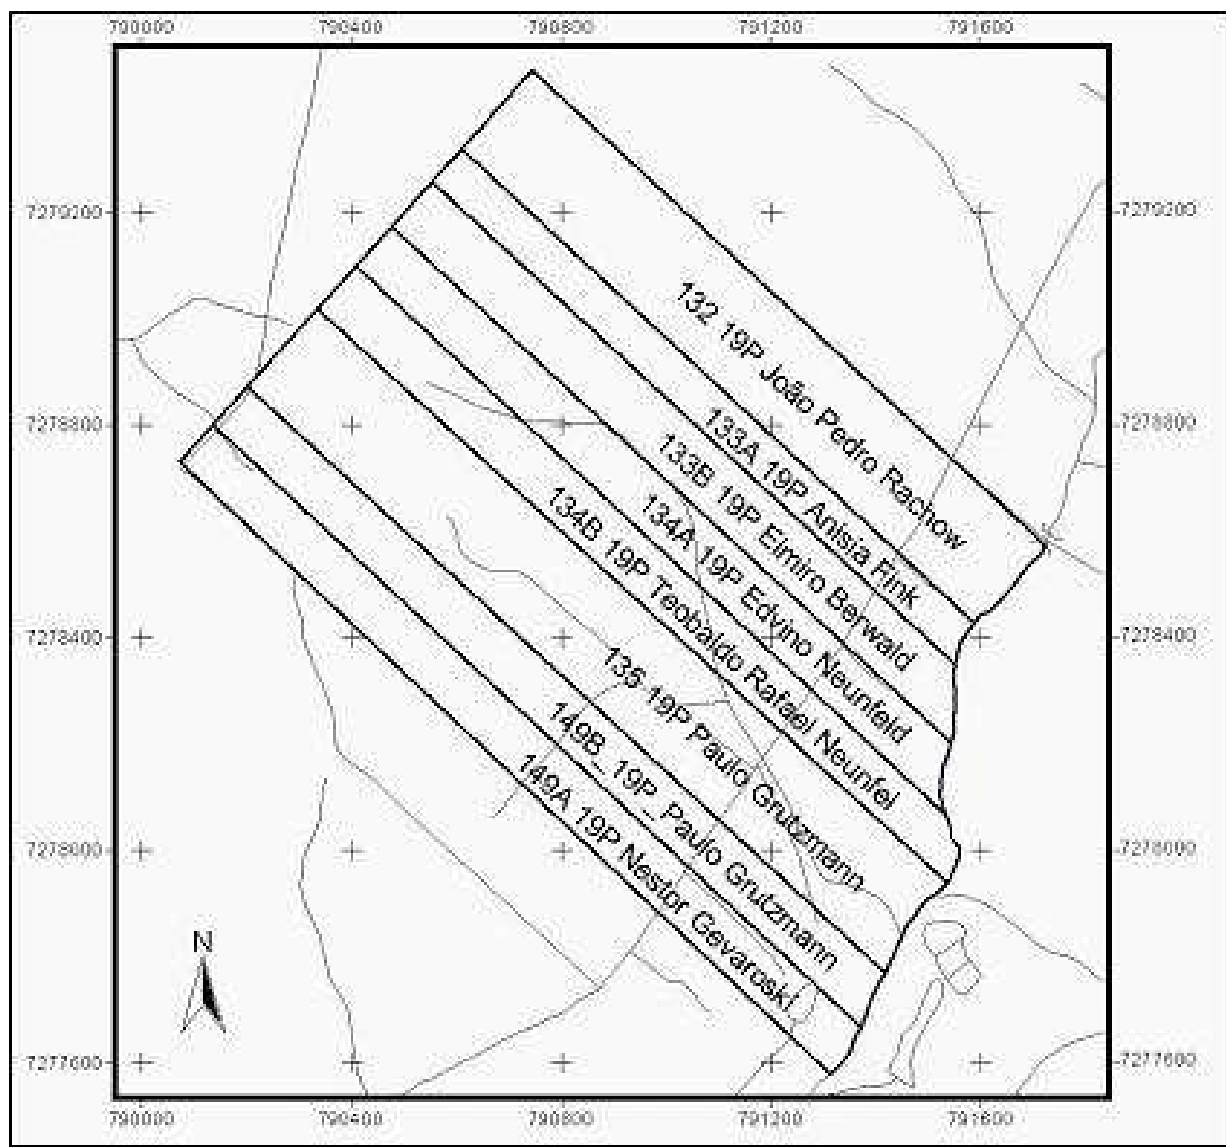 790000 790400 790800 791200 791600
7279200 7279200
132 19P João Pedro Rachow
133A 19P Anisia Fink
133B 19P Elmiro Berwald
7278800 7278800
134A 19P Edvino Neunfeld
134B 19P Teobaldo Rafael Neunfel
7278400 7278400
136 19P Paulo Grutzmann
149B_19P_Paulo Grutzmann
149A 19P Nestor Gevaroski
7278000 7278000
N
7277600 7277600
790000 790400 790800 791200 791600